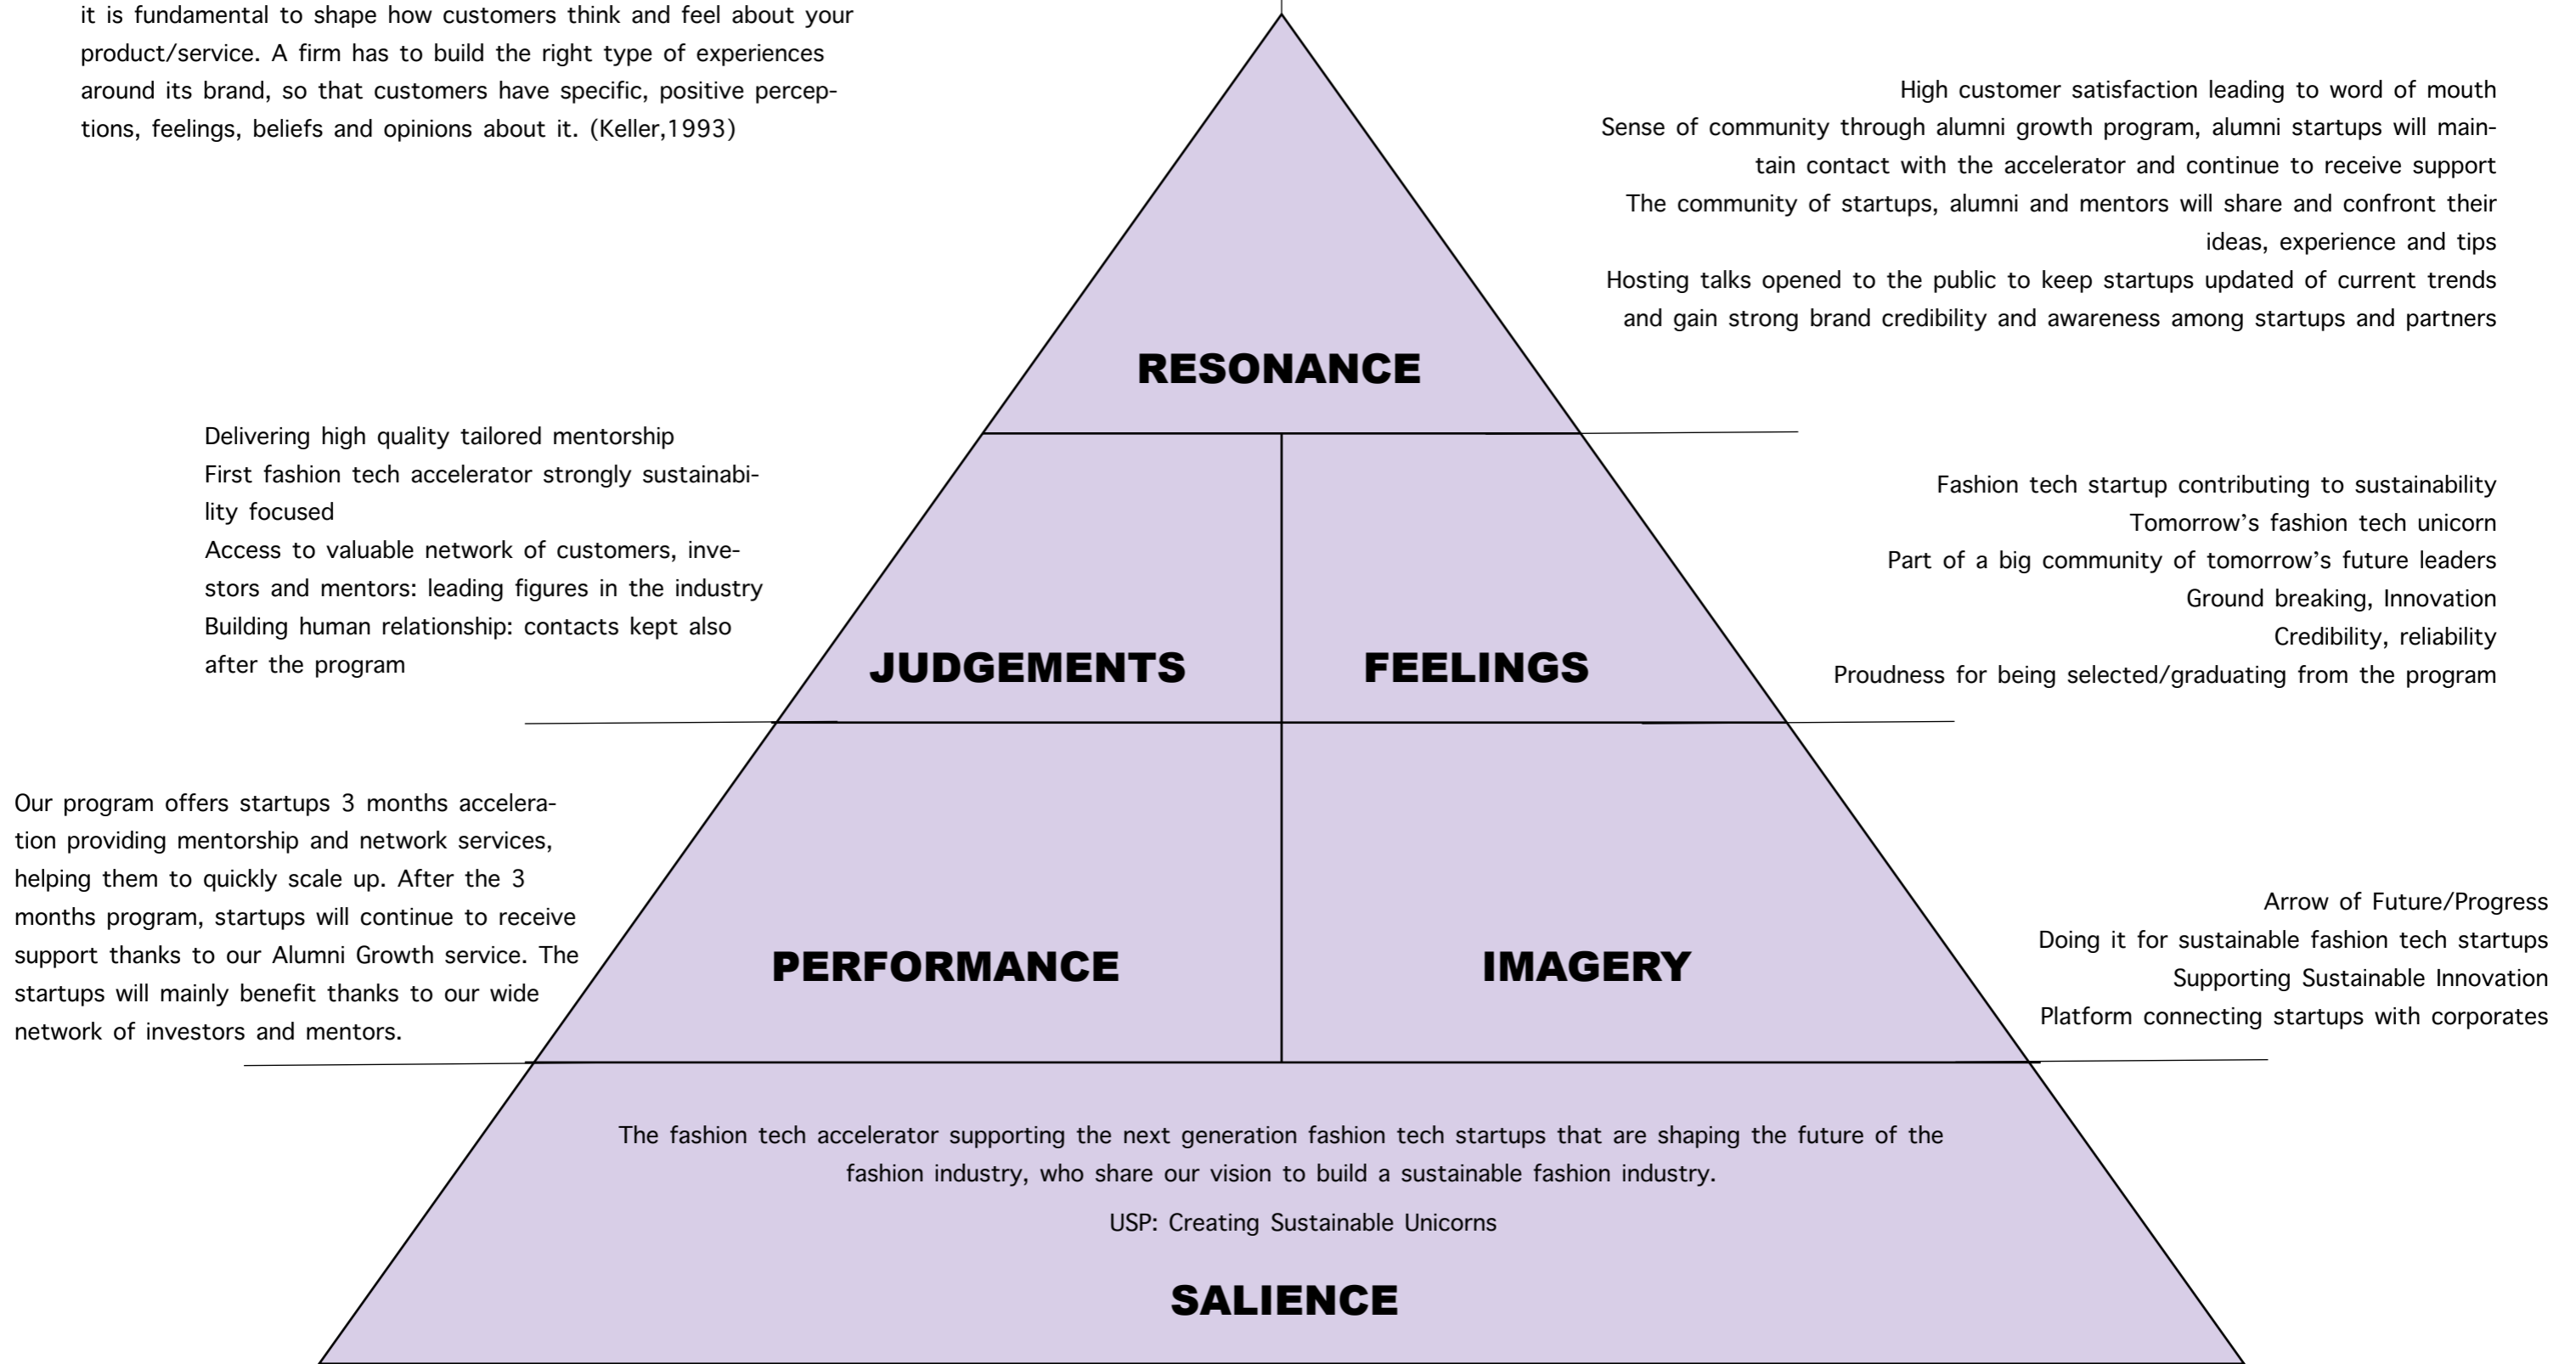 it is fundamental to shape how customers think and feel about your
product/service. A firm has to build the right type of experiences
around its brand, so that customers have specific, positive percep-
tions, feelings, beliefs and opinions about it. (Keller,1993)
High customer satisfaction leading to word of mouth
Sense of community through alumni growth program, alumni startups will main-
tain contact with the accelerator and continue to receive support
The community of startups, alumni and mentors will share and confront their
ideas, experience and tips
Hosting talks opened to the public to keep startups updated of current trends
and gain strong brand credibility and awareness among startups and partners
RESONANCE
Delivering high quality tailored mentorship
First fashion tech accelerator strongly sustainabi-
lity focused
Access to valuable network of customers, inve-
stors and mentors: leading figures in the industry
Building human relationship: contacts kept also
after the program
JUDGEMENTS
FEELINGS
Fashion tech startup contributing to sustainability
Tomorrow’s fashion tech unicorn
Part of a big community of tomorrow’s future leaders
Ground breaking, Innovation
Credibility, reliability
Proudness for being selected/graduating from the program
Our program offers startups 3 months accelera-
tion providing mentorship and network services,
helping them to quickly scale up. After the 3
months program, startups will continue to receive
support thanks to our Alumni Growth service. The
startups will mainly benefit thanks to our wide
network of investors and mentors.
PERFORMANCE
IMAGERY
Arrow of Future/Progress
Doing it for sustainable fashion tech startups
Supporting Sustainable Innovation
Platform connecting startups with corporates
The fashion tech accelerator supporting the next generation fashion tech startups that are shaping the future of the
fashion industry, who share our vision to build a sustainable fashion industry.
USP: Creating Sustainable Unicorns
SALIENCE